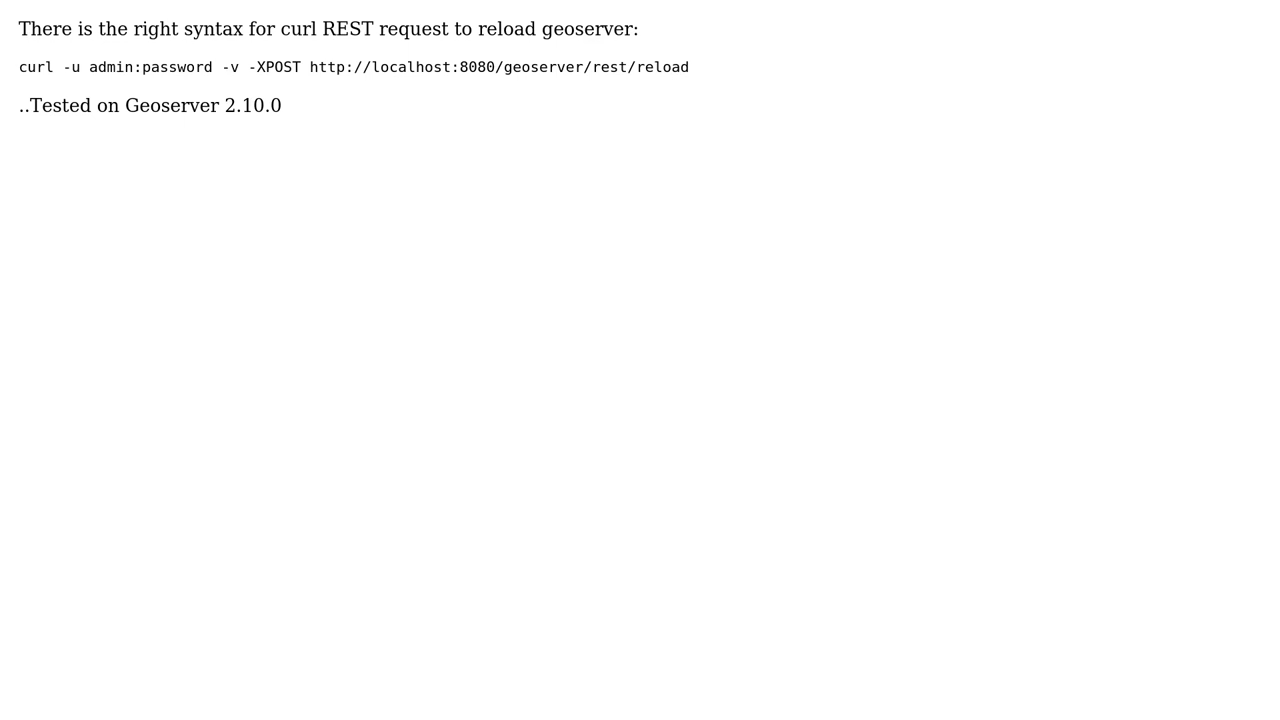 There is the right syntax for curl REST request to reload geoserver:
curl -u admin:password -v -XPOST http://localhost:8080/geoserver/rest/reload
..Tested on Geoserver 2.10.0